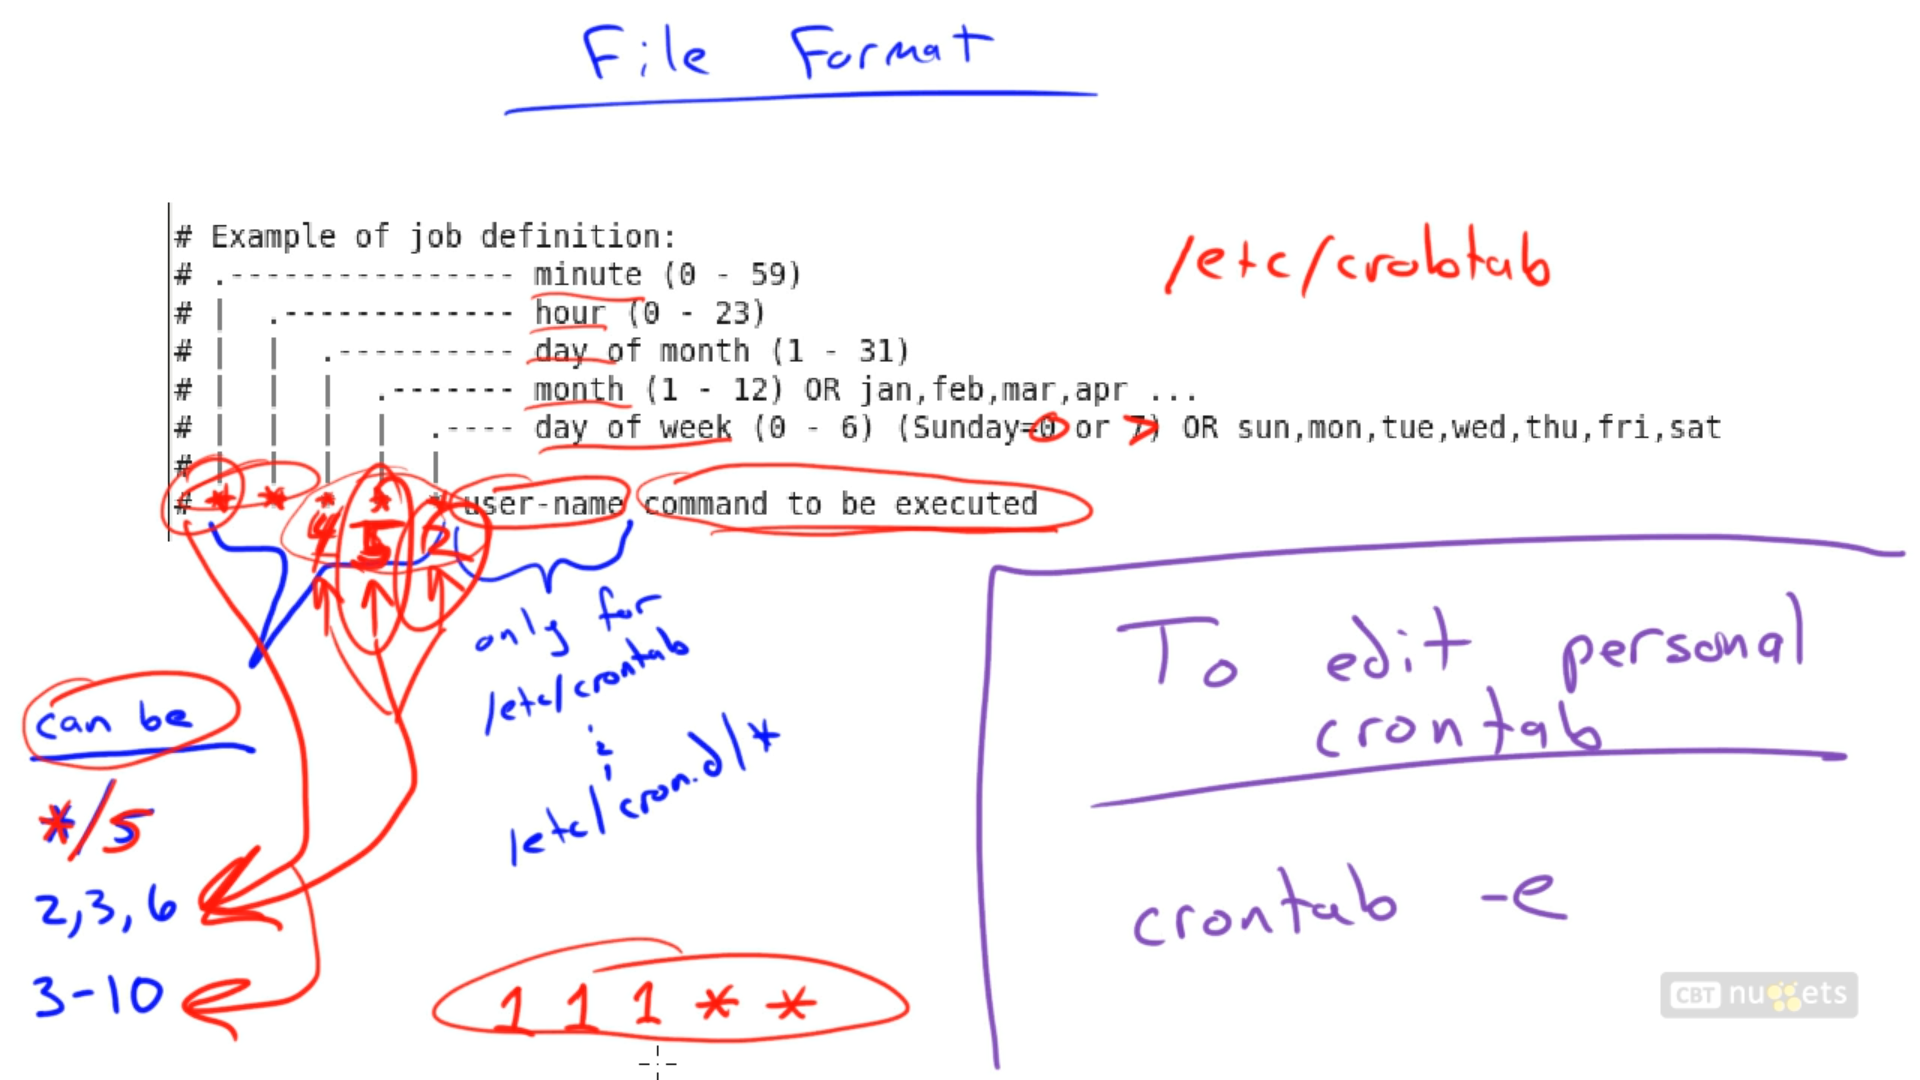 File Format
# Example of job definition:
# .---------------- minute (0 - 59)
# | .------------- hour (0 - 23)
# | | .---------- day of month (1 - 31)
# | | | .------- month (1 - 12) OR jan,feb,mar,apr ...
# | | | | .---- day of week (0 - 6) (Sunday=0 or 7) OR sun,mon,tue,wed,thu,fri,sat
# | | | | |
# * * * * * user-name command to be executed
/etc/crobtab
4 5 2
only for
/etc/crontab
/etc/cron.d/*
can be
*/5
2,3,6
3-10
1 1 1 * *
To edit personal
crontab
crontab -e
CBT nuggets